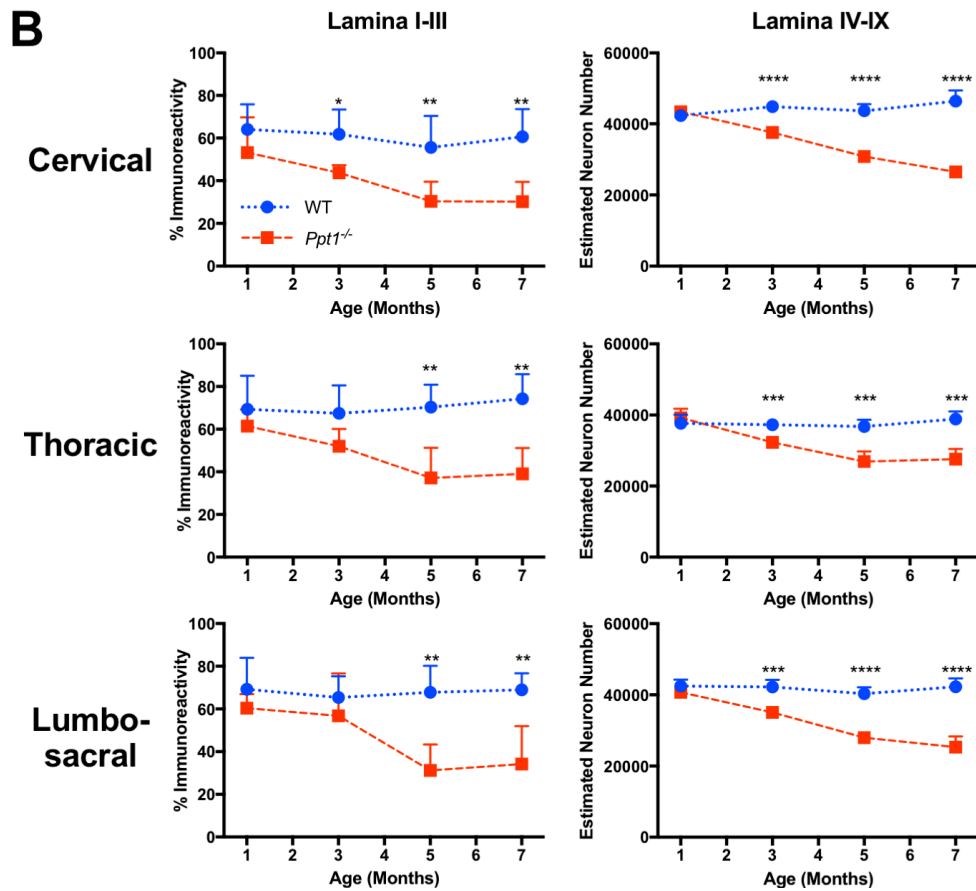 B
Lamina I-III
Lamina IV-IX
Cervical
% Immunoreactivity
100
80
60
40
20
0
* ** **
WT
Ppt1-/-
1 2 3 4 5 6 7
Age (Months)
Estimated Neuron Number
60000
40000
20000
0
**** **** ****
1 2 3 4 5 6 7
Age (Months)
Thoracic
% Immunoreactivity
100
80
60
40
20
0
** **
1 2 3 4 5 6 7
Age (Months)
Estimated Neuron Number
60000
40000
20000
0
*** *** ***
1 2 3 4 5 6 7
Age (Months)
Lumbo-
sacral
% Immunoreactivity
100
80
60
40
20
0
** **
1 2 3 4 5 6 7
Age (Months)
Estimated Neuron Number
60000
40000
20000
0
*** **** ****
1 2 3 4 5 6 7
Age (Months)